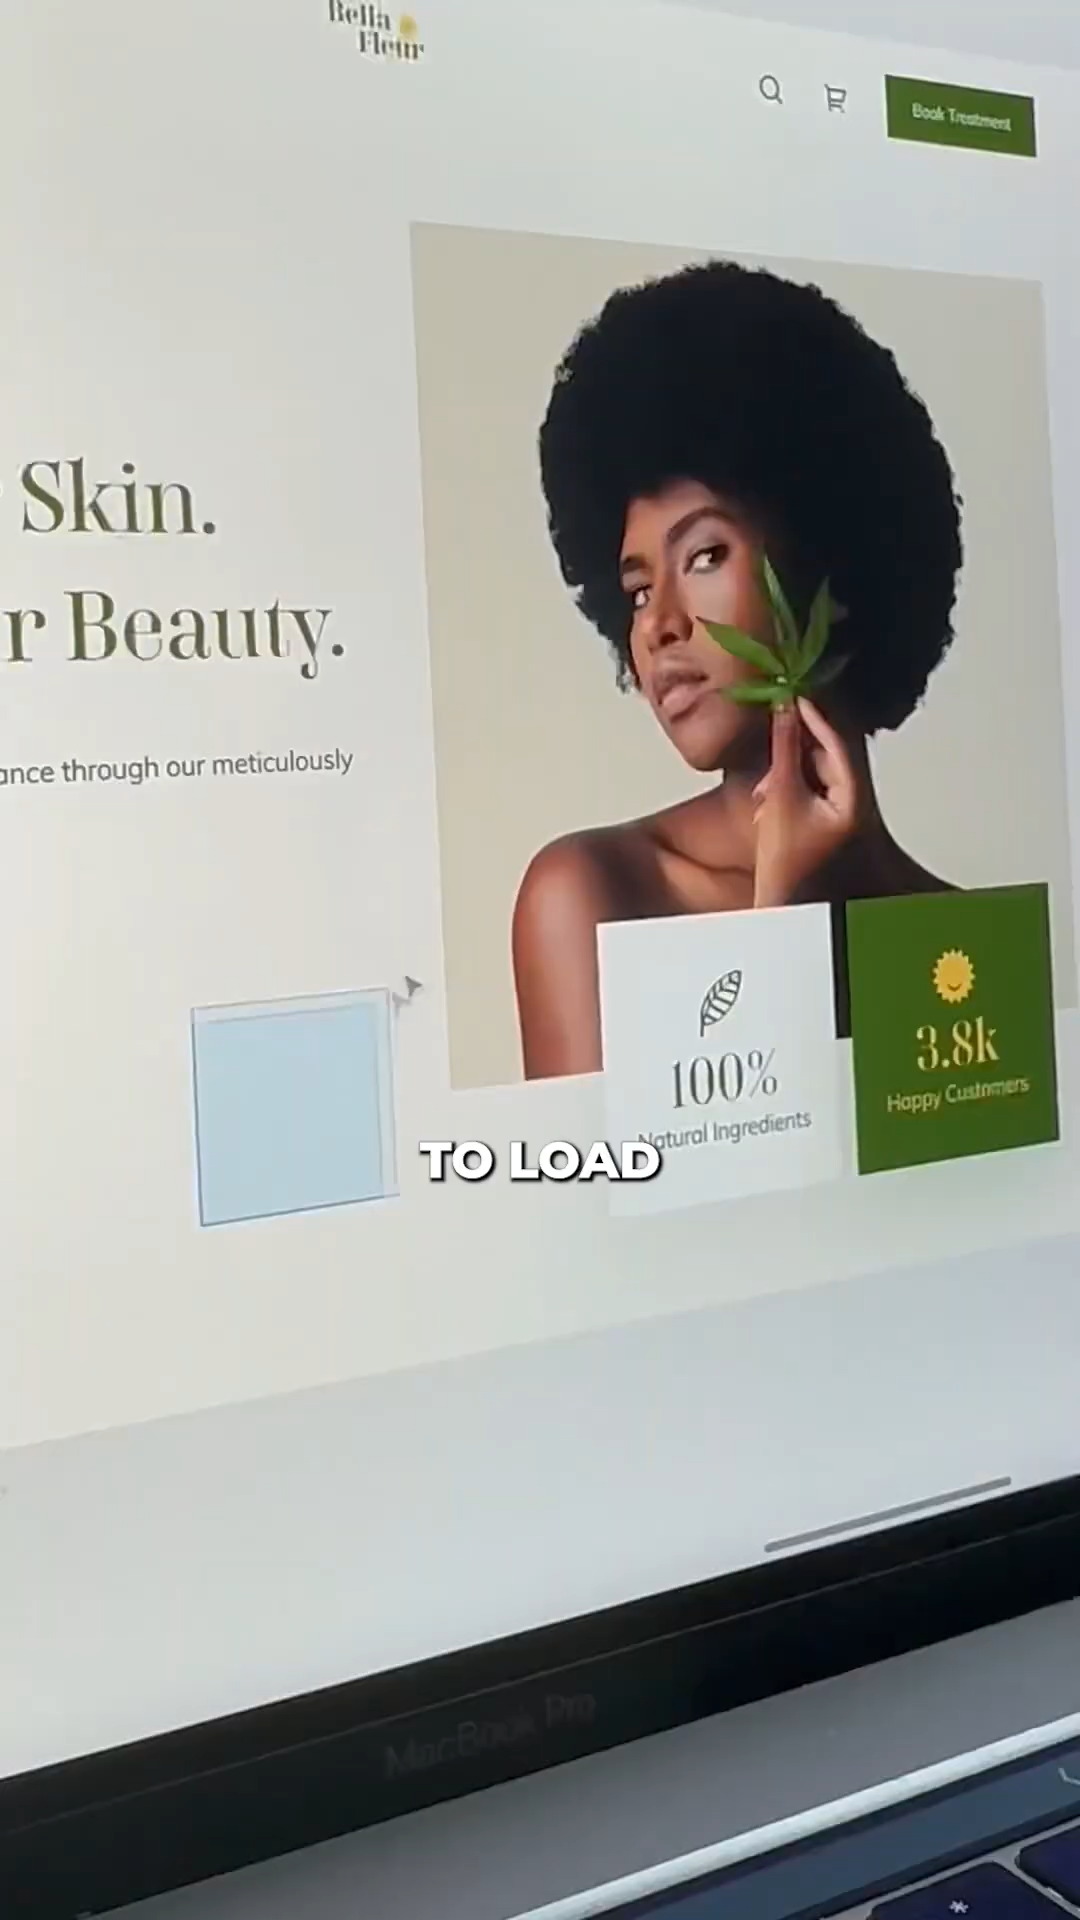 Bella
Fleur
Book Treatment
Skin.
r Beauty.
ance through our meticulously
100%
Natural Ingredients
3.8k
Happy Customers
TO LOAD
MacBook Pro
*